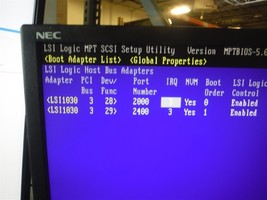 NEC
LSI Logic MPT SCSI Setup Utility Version MPTBIOS-5.0
<Boot Adapter List> <Global Properties>
LSI Logic Host Bus Adapters
Adapter PCI Dev/ Port IRQ NVM Boot LSI Logic
Bus Func Number Order Control
<LSI1030 3 28> 2000 Yes 0 Enabled
<LSI1030 3 29> 2400 3 Yes 1 Enabled